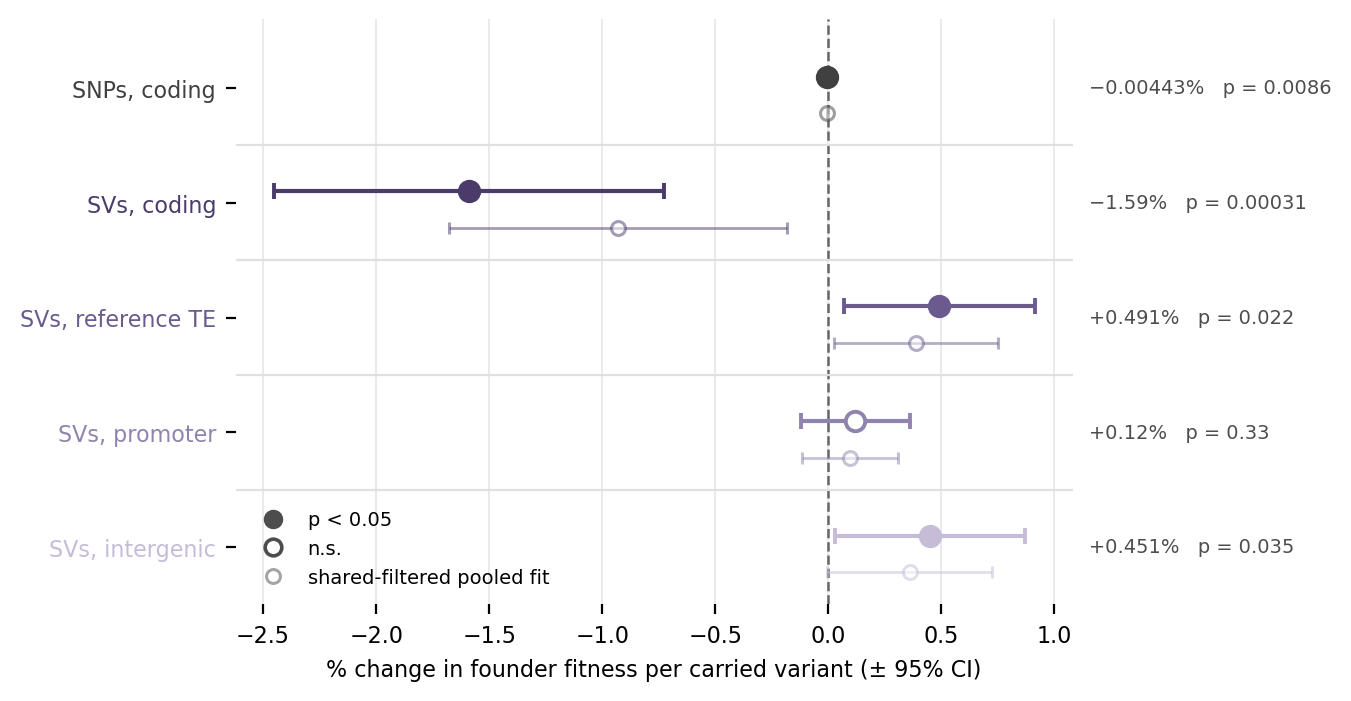 SNPs, coding
−0.00443% p = 0.0086
SVs, coding
−1.59% p = 0.00031
SVs, reference TE
+0.491% p = 0.022
SVs, promoter
+0.12% p = 0.33
SVs, intergenic
+0.451% p = 0.035
p < 0.05
n.s.
shared-filtered pooled fit
−2.5 −2.0 −1.5 −1.0 −0.5 0.0 0.5 1.0
% change in founder fitness per carried variant (± 95% CI)